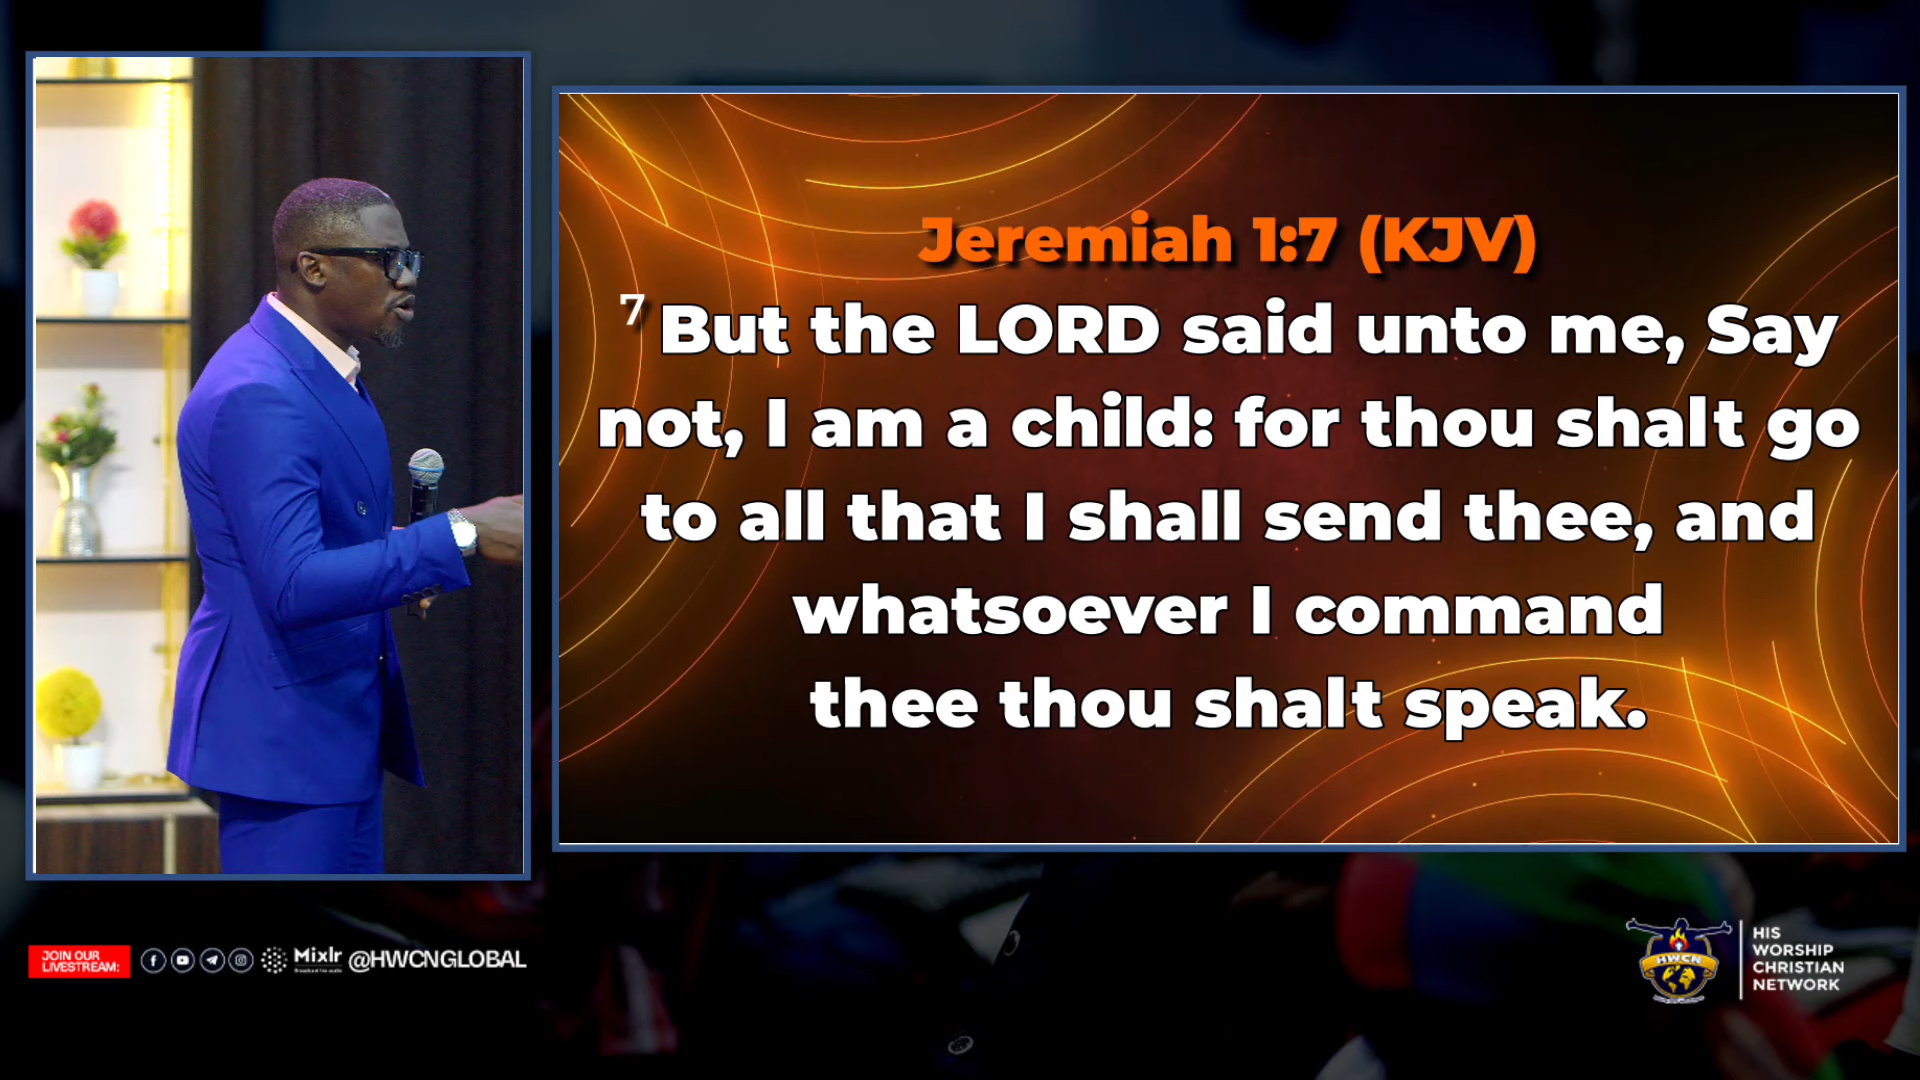 Jeremiah 1:7 (KJV)
7 But the LORD said unto me, Say
not, I am a child: for thou shalt go
to all that I shall send thee, and
whatsoever I command
thee thou shalt speak.
JOIN OUR
LIVESTREAM:
Mixlr
@HWCNGLOBAL
HWCN
HIS
WORSHIP
CHRISTIAN
NETWORK